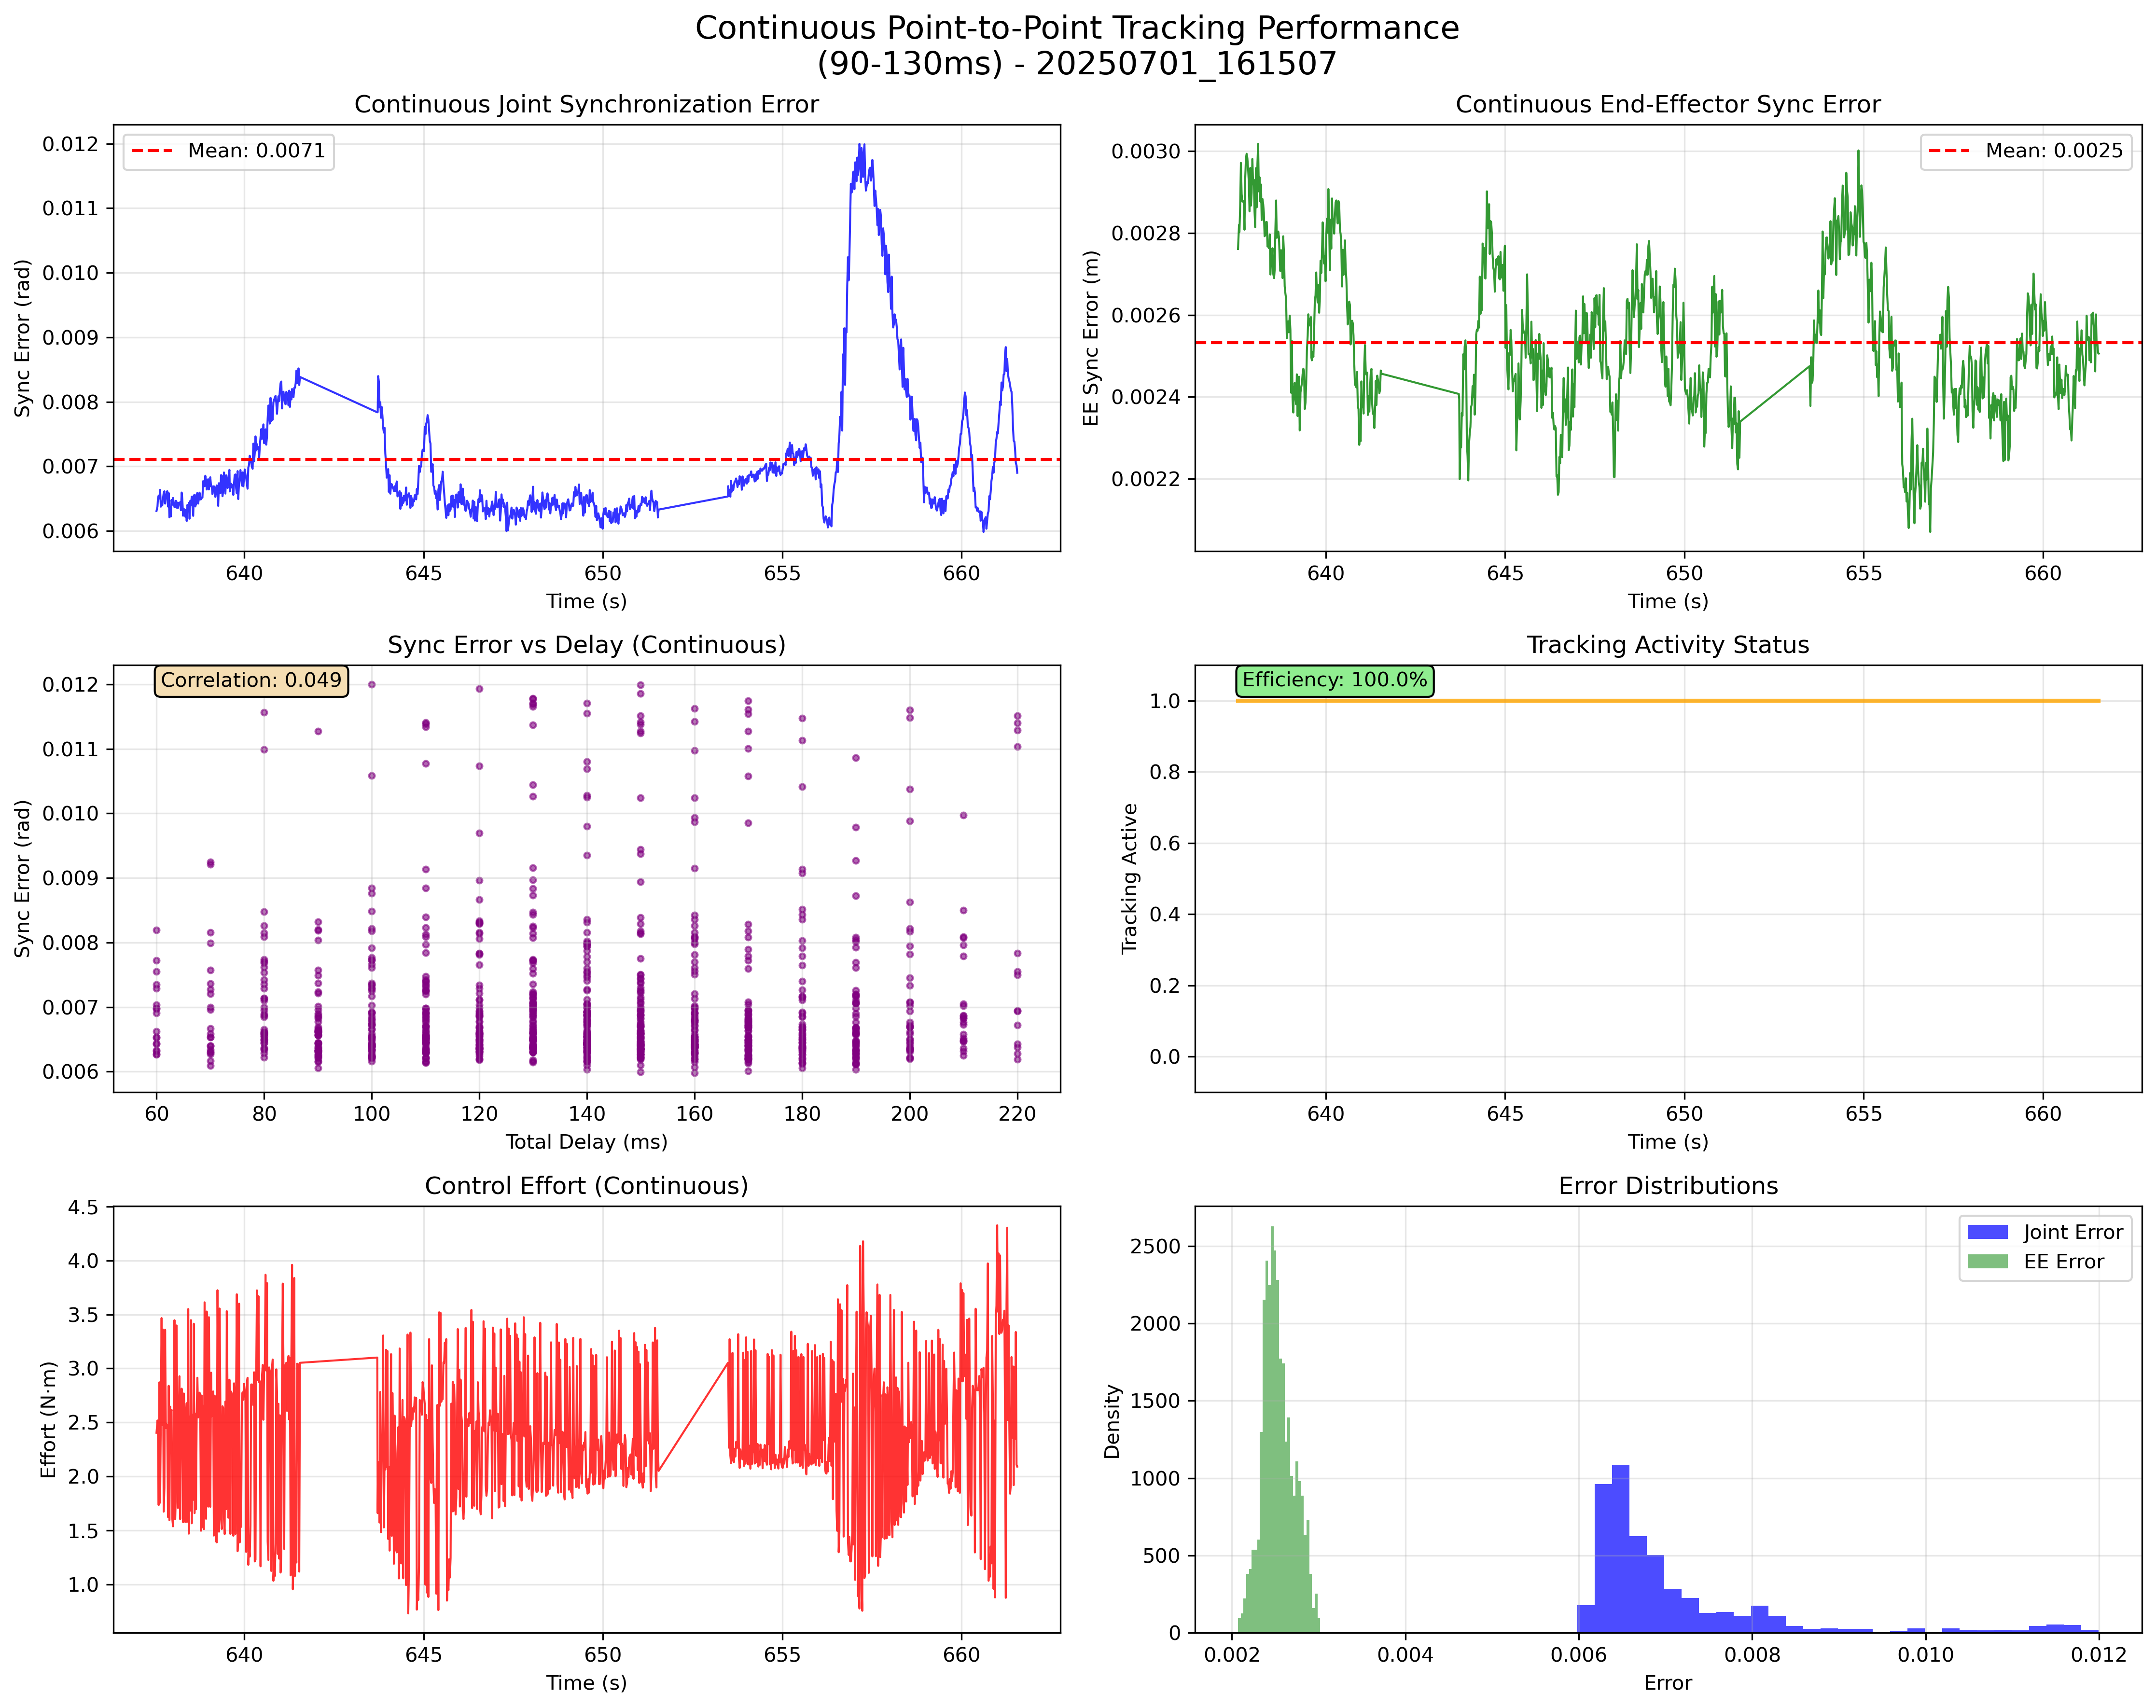 Continuous Point-to-Point Tracking Performance
(90-130ms) - 20250701_161507
Continuous Joint Synchronization Error
Sync Error (rad)
0.012
0.011
0.010
0.009
0.008
0.007
0.006
Mean: 0.0071
640
645
650
655
660
Time (s)
Continuous End-Effector Sync Error
EE Sync Error (m)
0.0030
0.0028
0.0026
0.0024
0.0022
Mean: 0.0025
640
645
650
655
660
Time (s)
Sync Error vs Delay (Continuous)
Sync Error (rad)
0.012
0.011
0.010
0.009
0.008
0.007
0.006
Correlation: 0.049
60
80
100
120
140
160
180
200
220
Total Delay (ms)
Tracking Activity Status
Tracking Active
1.0
0.8
0.6
0.4
0.2
0.0
Efficiency: 100.0%
640
645
650
655
660
Time (s)
Control Effort (Continuous)
Effort (N·m)
4.5
4.0
3.5
3.0
2.5
2.0
1.5
1.0
640
645
650
655
660
Time (s)
Error Distributions
Density
2500
2000
1500
1000
500
0
Joint Error
EE Error
0.002
0.004
0.006
0.008
0.010
0.012
Error